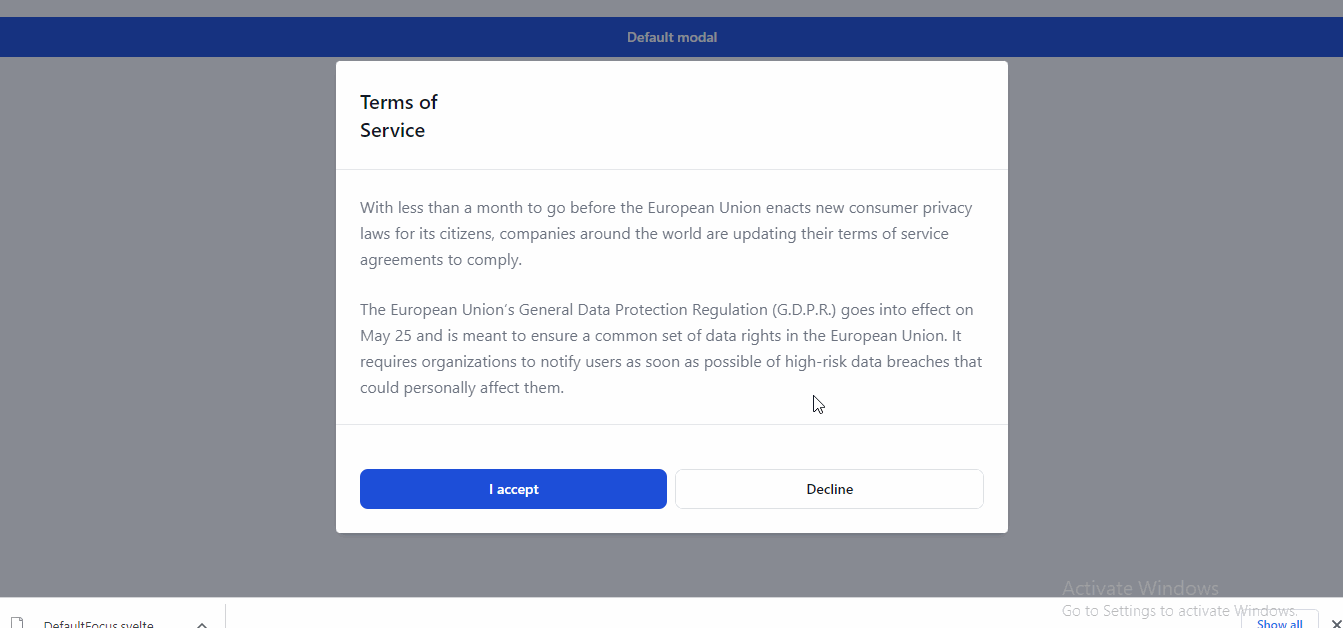 Default modal
Terms of
Service
With less than a month to go before the European Union enacts new consumer privacy
laws for its citizens, companies around the world are updating their terms of service
agreements to comply.
The European Union’s General Data Protection Regulation (G.D.P.R.) goes into effect on
May 25 and is meant to ensure a common set of data rights in the European Union. It
requires organizations to notify users as soon as possible of high-risk data breaches that
could personally affect them.
I accept
Decline
Activate Windows
Go to Settings to activate Windows.
DefaultFocus.svelte
Show all